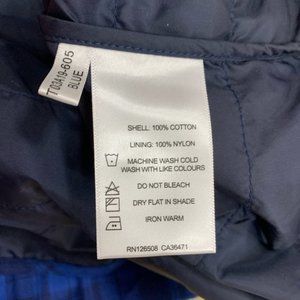 T00A19-605
BLUE
SHELL: 100% COTTON
LINING: 100% NYLON
MACHINE WASH COLD
WASH WITH LIKE COLOURS
DO NOT BLEACH
DRY FLAT IN SHADE
IRON WARM
RN126508 CA36471